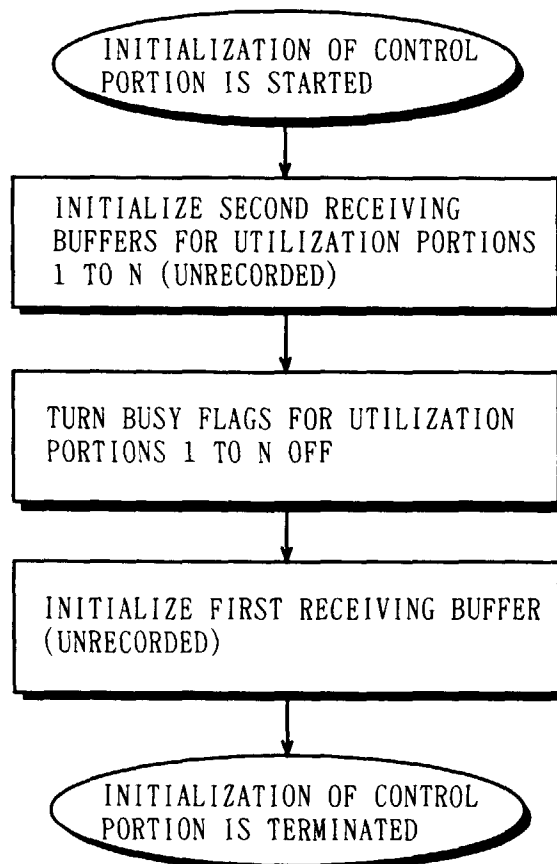 INITIALIZATION OF CONTROL
PORTION IS STARTED
INITIALIZE SECOND RECEIVING
BUFFERS FOR UTILIZATION PORTIONS
1 TO N (UNRECORDED)
TURN BUSY FLAGS FOR UTILIZATION
PORTIONS 1 TO N OFF
INITIALIZE FIRST RECEIVING BUFFER
(UNRECORDED)
INITIALIZATION OF CONTROL
PORTION IS TERMINATED